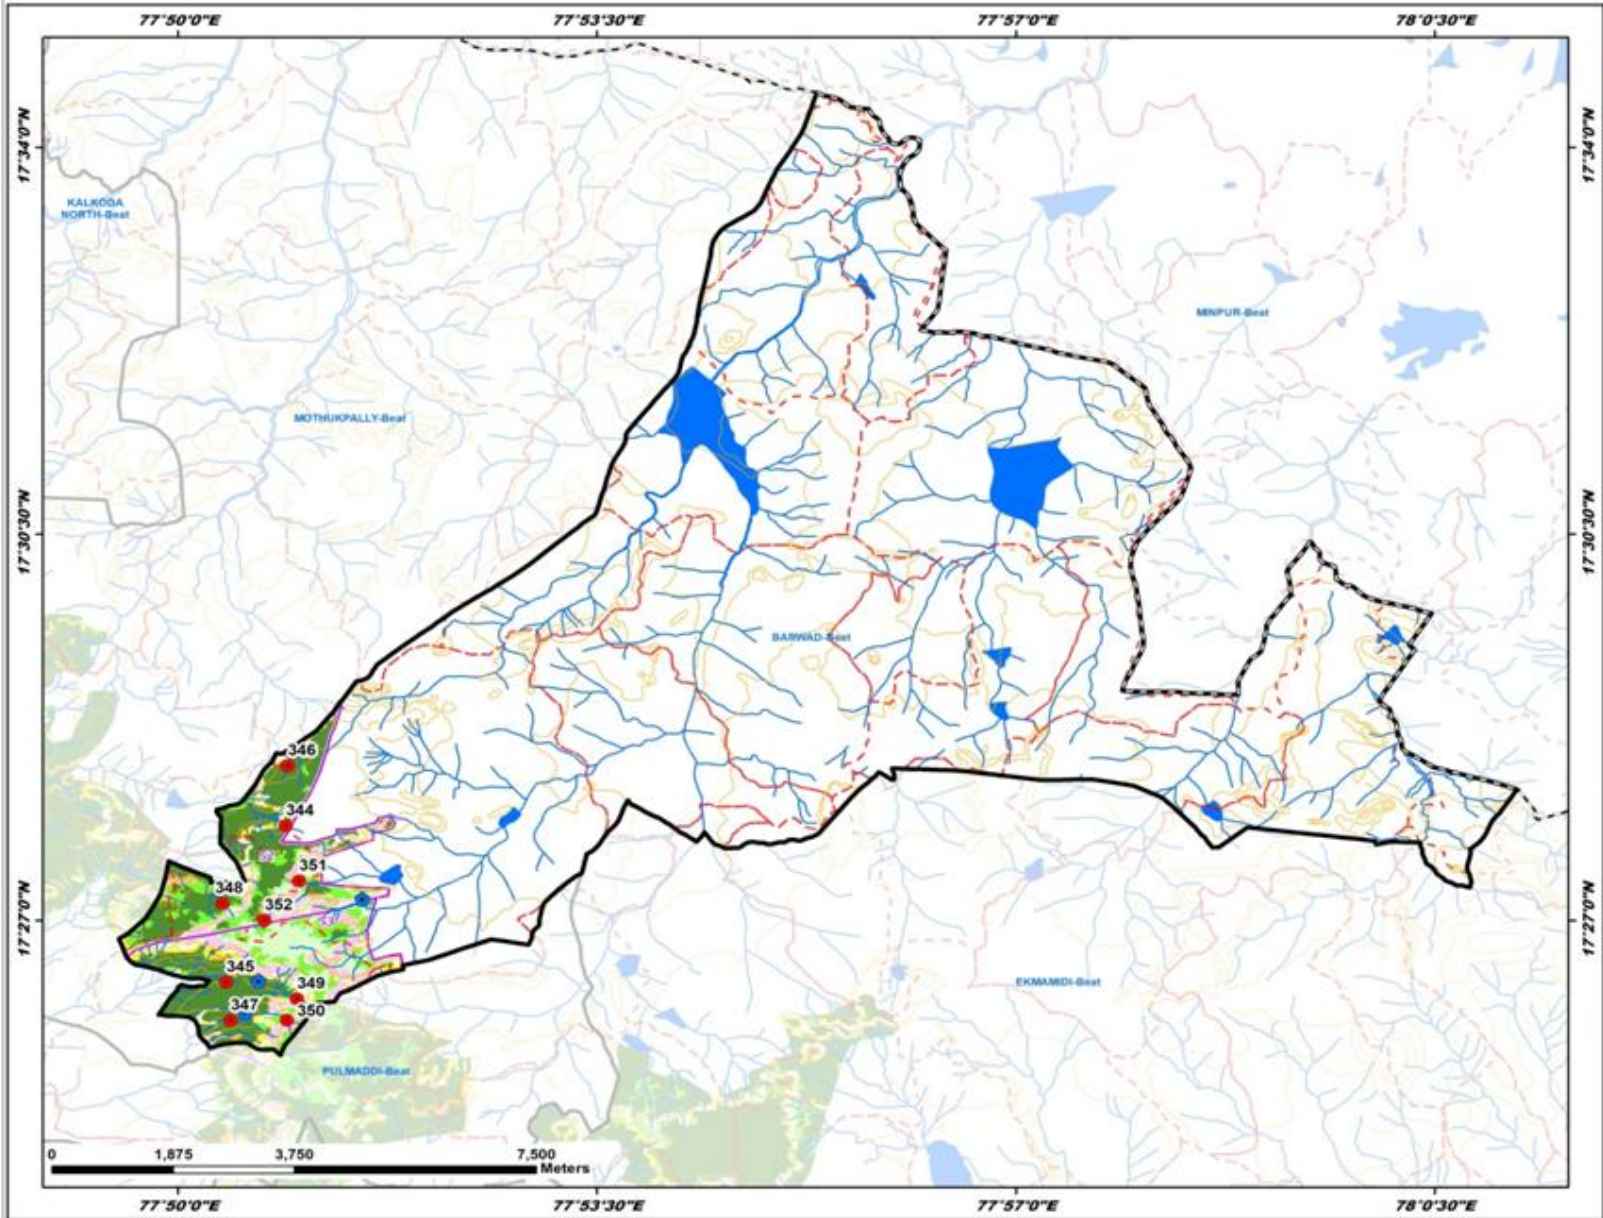 77°50'0"E 77°53'30"E 77°57'0"E 78°0'30"E
17°34'0"N 17°34'0"N
KALKODA
NORTH-Beat
MINPUR-Beat
MOTHUKPALLY-Beat
17°30'30"N 17°30'30"N
BARWAD-Beat
346
344
351
348
352
17°27'0"N 17°27'0"N
345
349
347
350
EKMAMIDI-Beat
PULMADDI-Beat
0 1,875 3,750 7,500
Meters
77°50'0"E 77°53'30"E 77°57'0"E 78°0'30"E